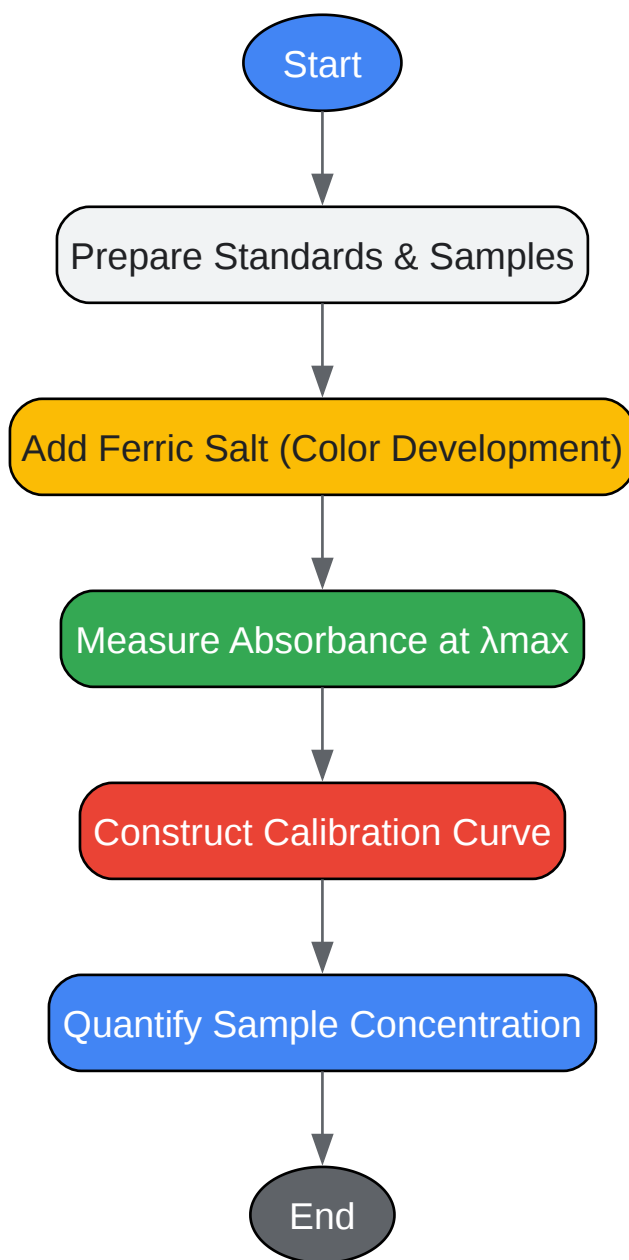 Start
Prepare Standards & Samples
Add Ferric Salt (Color Development)
Measure Absorbance at λmax
Construct Calibration Curve
Quantify Sample Concentration
End